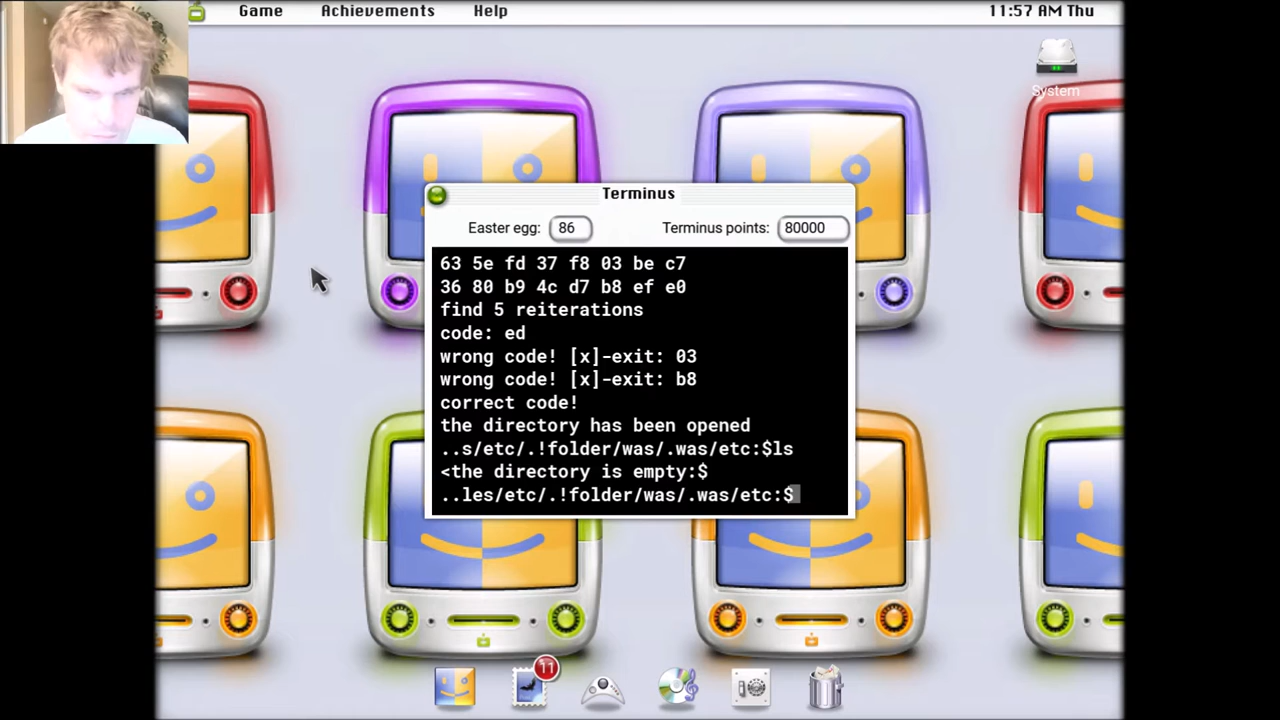 Game Achievements Help 11:57 AM Thu
System
Terminus
Easter egg: 86 Terminus points: 80000
63 5e fd 37 f8 03 be c7
36 80 b9 4c d7 b8 ef e0
find 5 reiterations
code: ed
wrong code! [x]-exit: 03
wrong code! [x]-exit: b8
correct code!
the directory has been opened
..s/etc/.!folder/was/.was/etc:$ls
<the directory is empty:$
..les/etc/.!folder/was/.was/etc:$
11